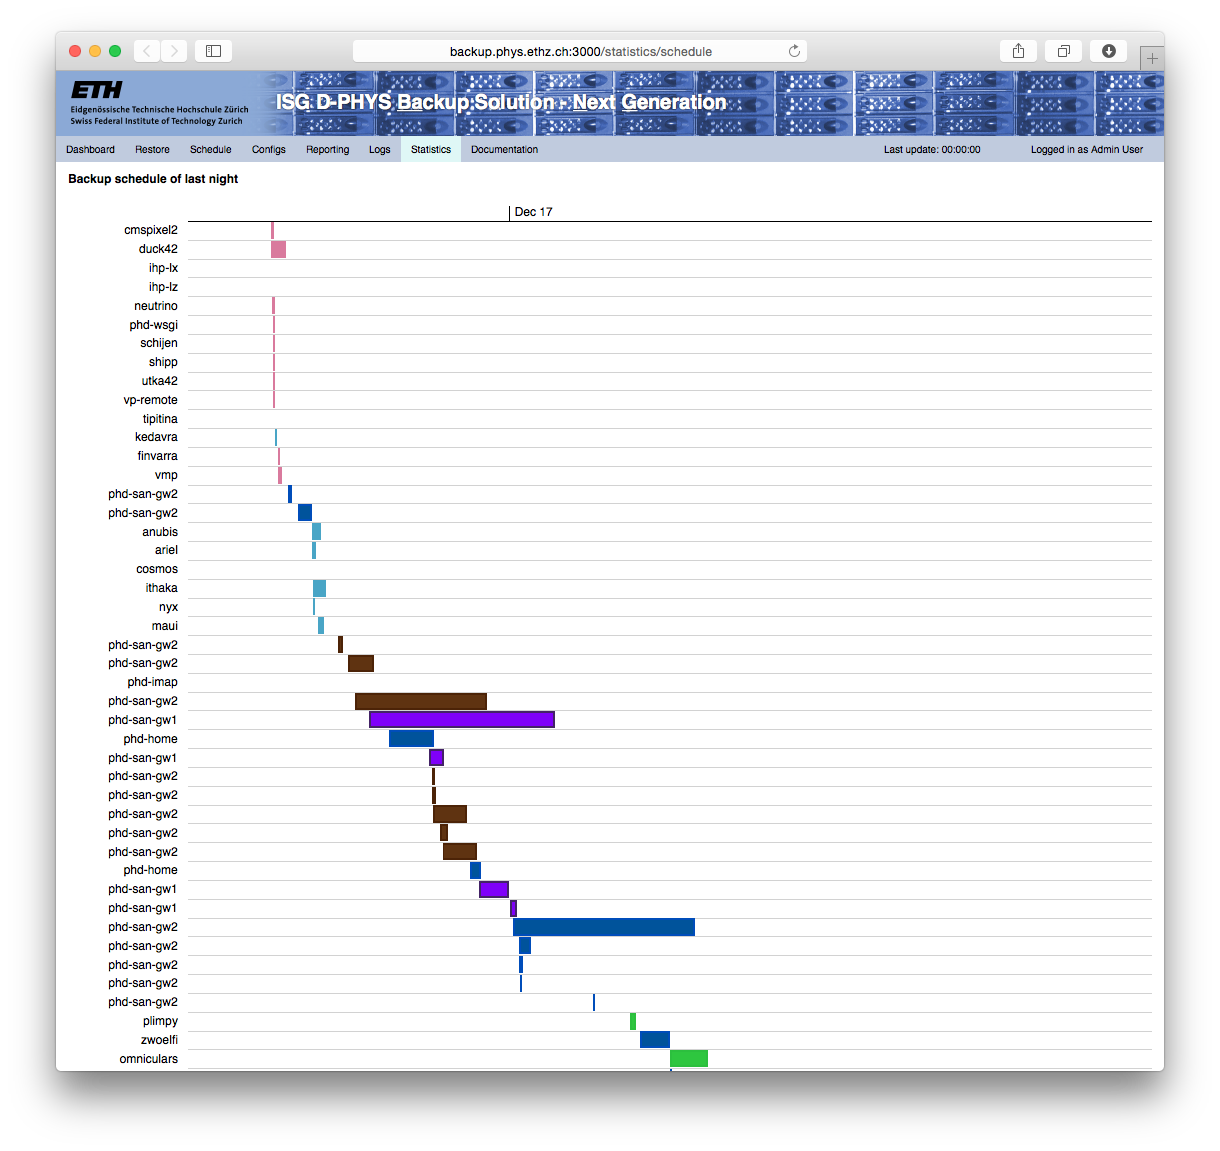 backup.phys.ethz.ch:3000/statistics/schedule
ETH
Eidgenössische Technische Hochschule Zürich
Swiss Federal Institute of Technology Zurich
ISG D-PHYS Backup Solution - Next Generation
Dashboard Restore Schedule Configs Reporting Logs Statistics Documentation Last update: 00:00:00 Logged in as Admin User
Backup schedule of last night
Dec 17
cmspixel2
duck42
ihp-lx
ihp-lz
neutrino
phd-wsgi
schijen
shipp
utka42
vp-remote
tipitina
kedavra
finvarra
vmp
phd-san-gw2
phd-san-gw2
anubis
ariel
cosmos
ithaka
nyx
maui
phd-san-gw2
phd-san-gw2
phd-imap
phd-san-gw2
phd-san-gw1
phd-home
phd-san-gw1
phd-san-gw2
phd-san-gw2
phd-san-gw2
phd-san-gw2
phd-san-gw2
phd-home
phd-san-gw1
phd-san-gw1
phd-san-gw2
phd-san-gw2
phd-san-gw2
phd-san-gw2
phd-san-gw2
plimpy
zwoelfi
omniculars